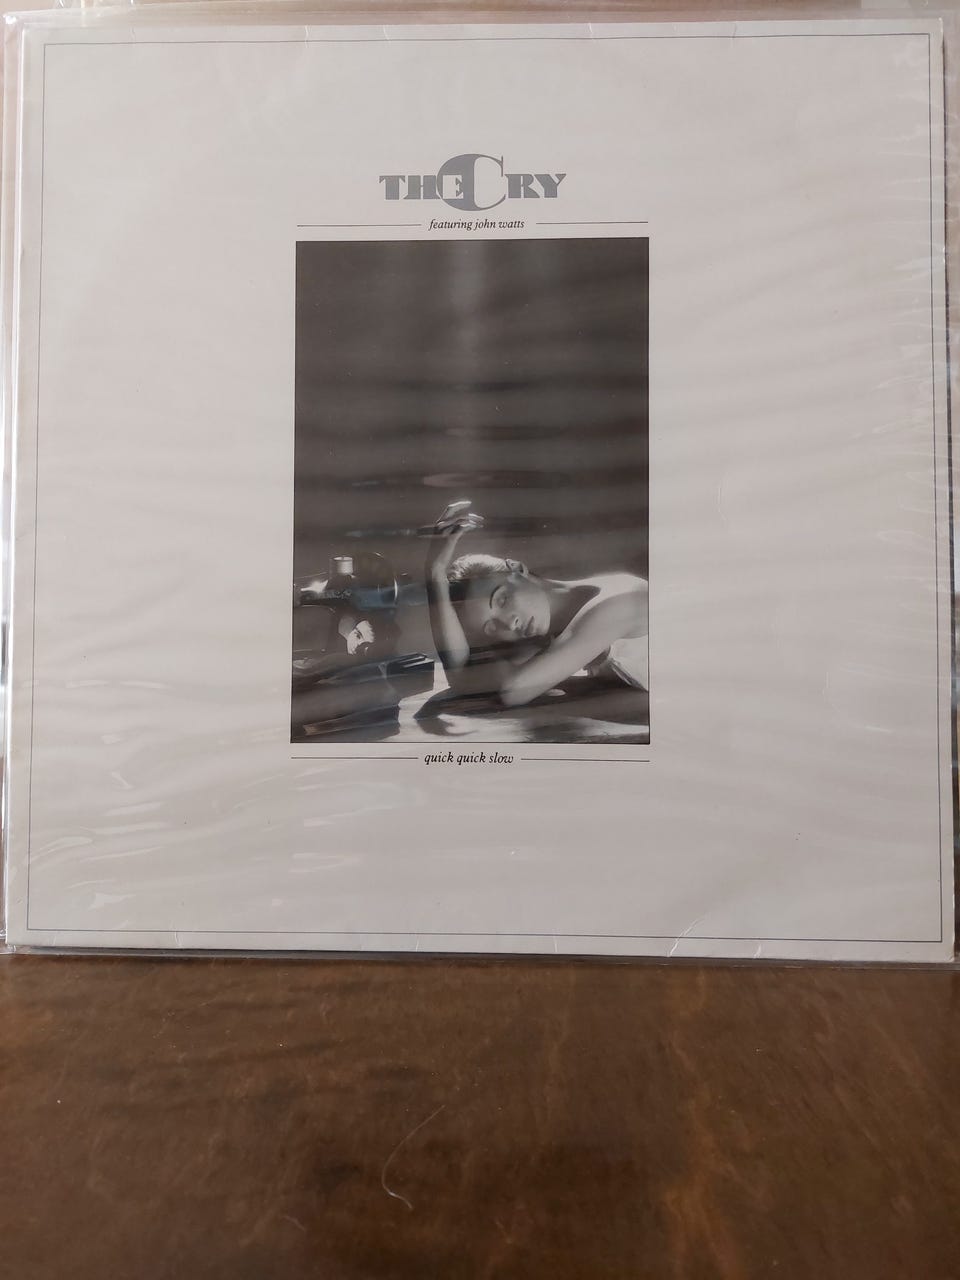 THE CRY
featuring john watts
quick quick slow